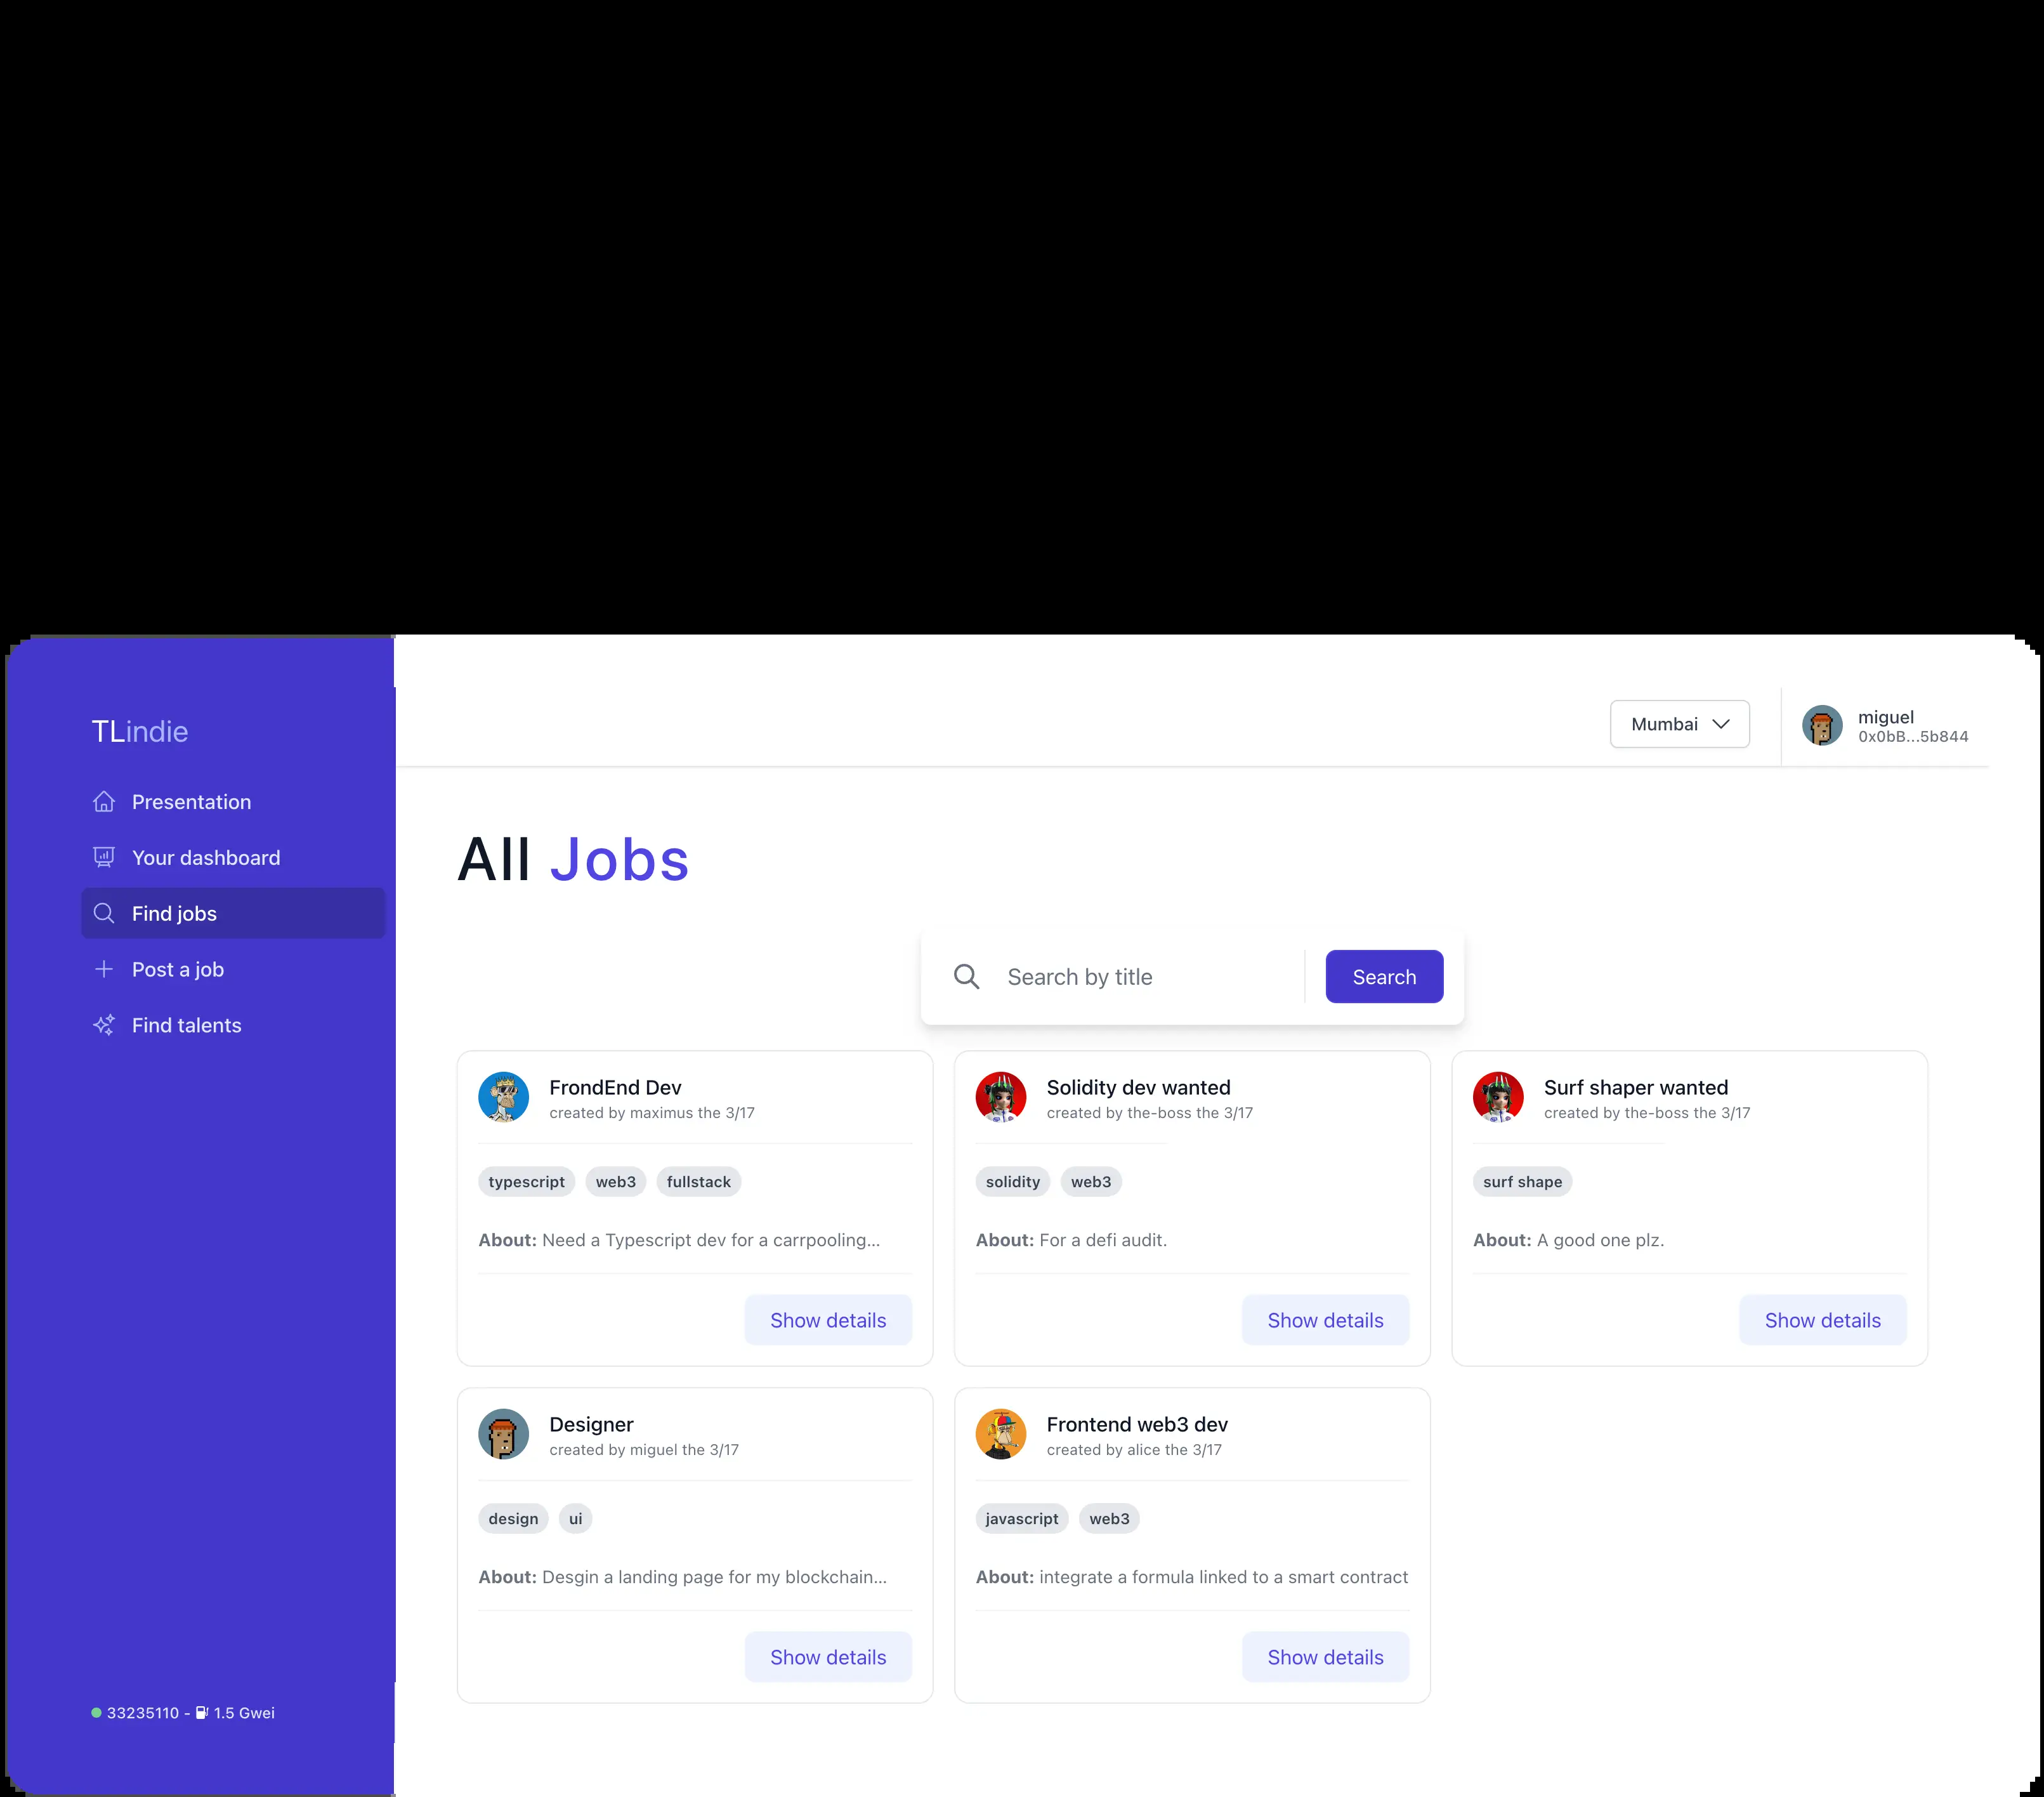 TLindie
Presentation
Your dashboard
Find jobs
Post a job
Find talents
33235110 - 1.5 Gwei
Mumbai
miguel
0x0bB...5b844
All Jobs
Search by title
Search
FrondEnd Dev
created by maximus the 3/17
typescript web3 fullstack
About: Need a Typescript dev for a carrpooling...
Show details
Solidity dev wanted
created by the-boss the 3/17
solidity web3
About: For a defi audit.
Show details
Surf shaper wanted
created by the-boss the 3/17
surf shape
About: A good one plz.
Show details
Designer
created by miguel the 3/17
design ui
About: Desgin a landing page for my blockchain...
Show details
Frontend web3 dev
created by alice the 3/17
javascript web3
About: integrate a formula linked to a smart contract
Show details